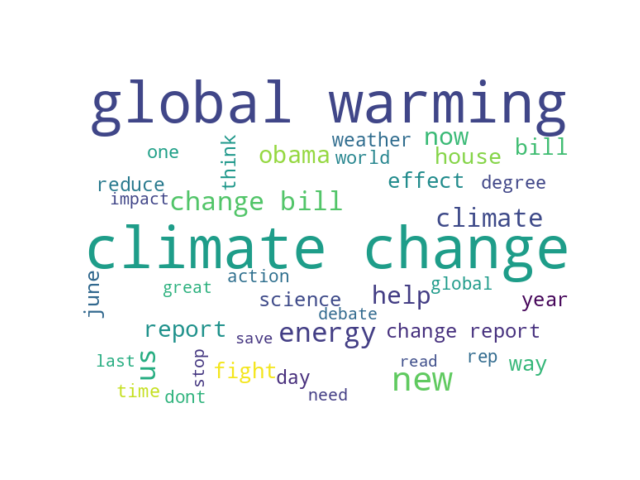 global warming
weather now
one think obama world house bill
reduce effect degree
impact change bill
climate
climate change
june great action global
science help year
debate
report save energy change report
last us stop read rep way
fight day new
time dont need